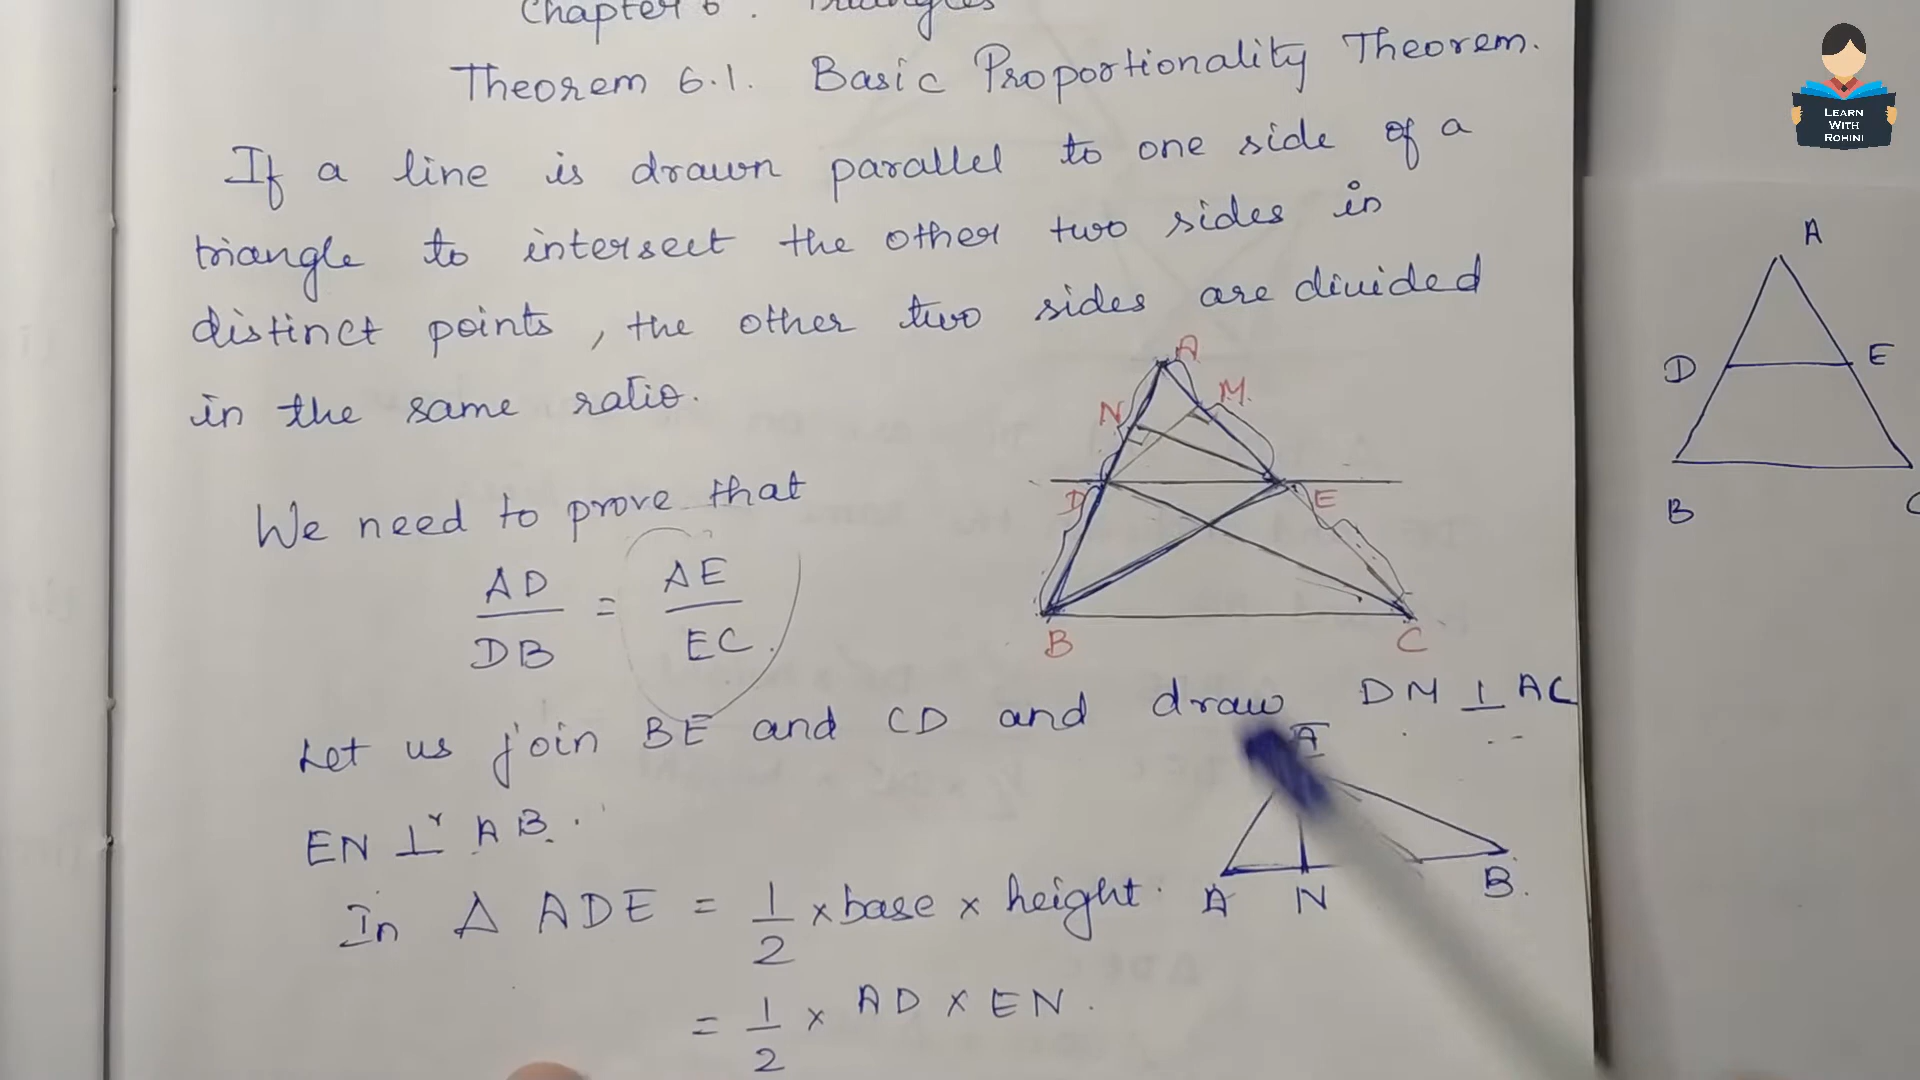 Chapter 6. Triangles
Theorem 6.1. Basic Proportionality Theorem.
If a line is drawn parallel to one side of a
triangle to intersect the other two sides in
distinct points, the other two sides are divided
in the same ratio.
We need to prove that
AD/DB = AE/EC.
Let us join BE and CD and draw DM ⊥ AC
EN ⊥r AB.
In Δ ADE = 1/2 × base × height.
= 1/2 × AD × EN.
A
N
M.
D
E
B
C
A
N
B.
A
D
E
B
LEARN
WITH
ROHINI